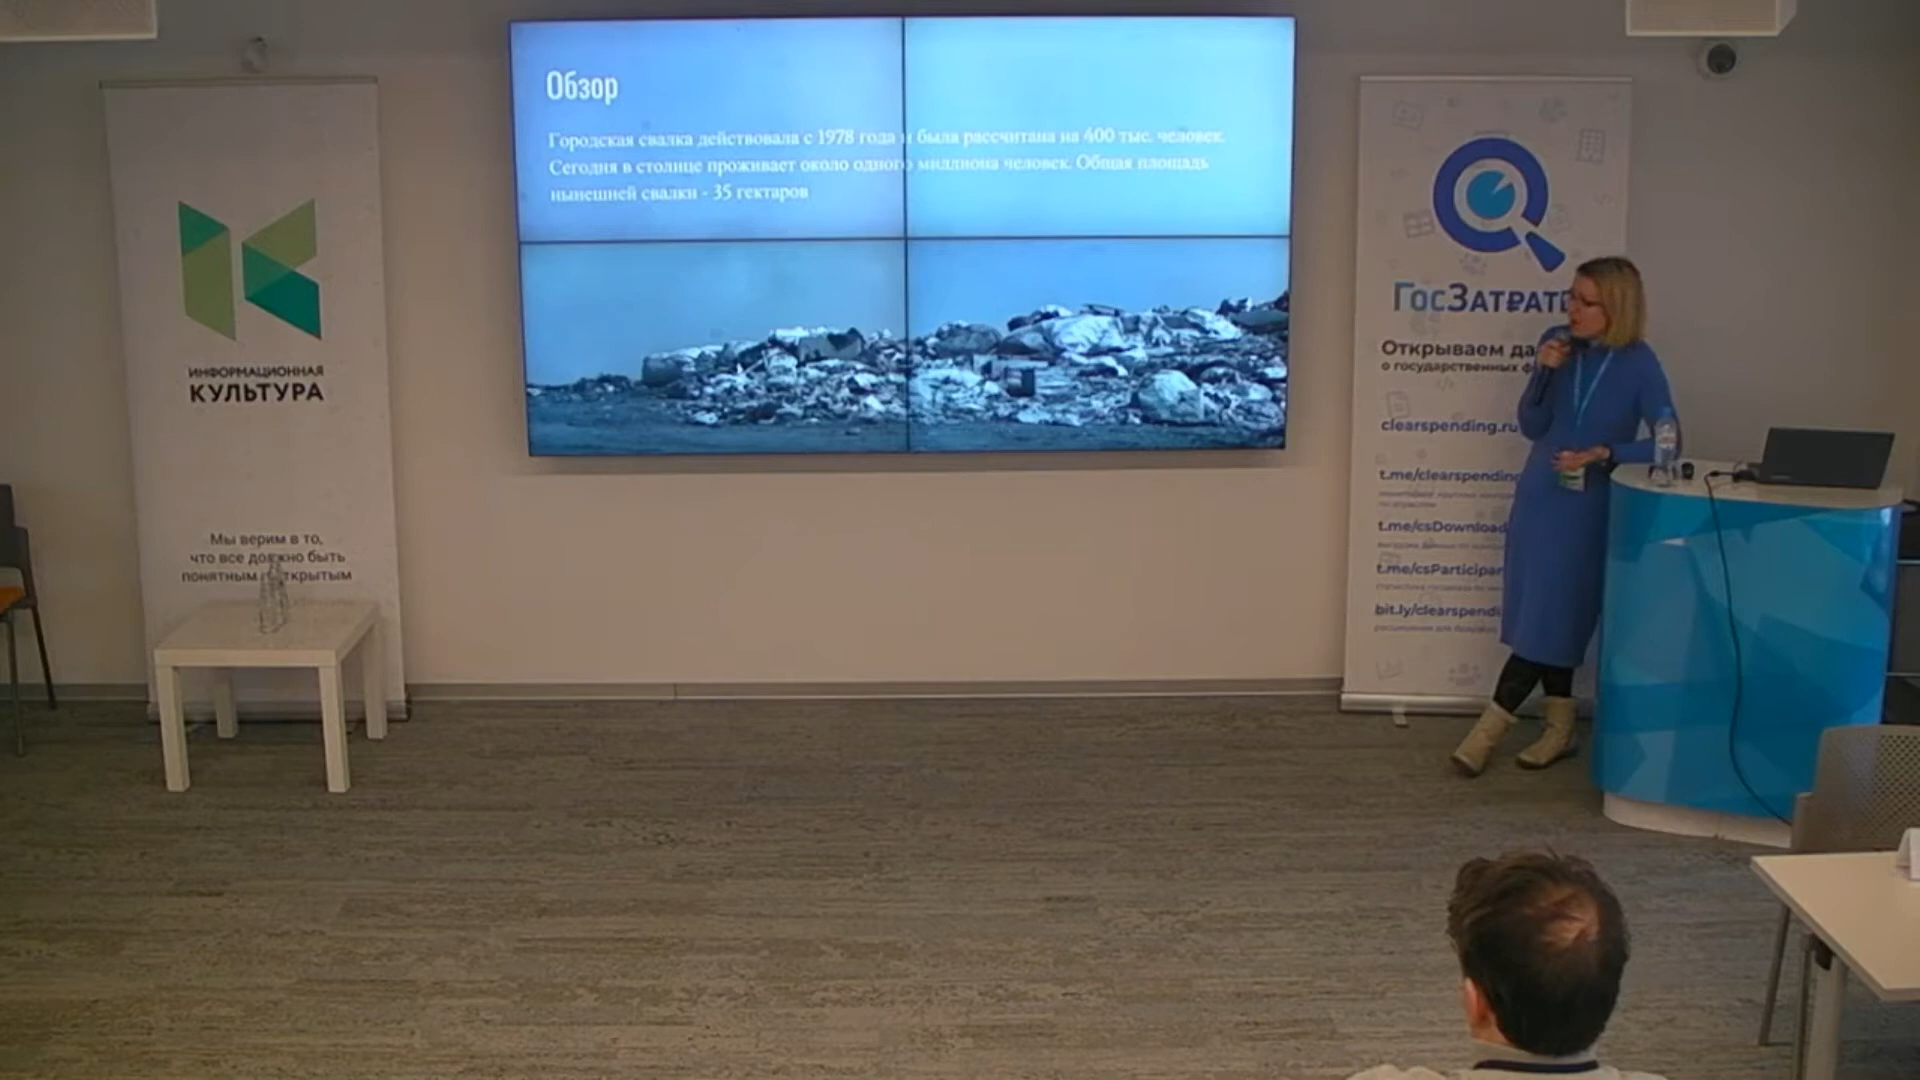 Обзор
Городская свалка действовала с 1978 года и была рассчитана на 400 тыс. человек.
Сегодня в столице проживает около одного миллиона человек. Общая площадь
нынешней свалки - 35 гектаров
ИНФОРМАЦИОННАЯ
КУЛЬТУРА
Мы верим в то,
что все должно быть
понятным и открытым
ГосЗатрат
Открываем да
о государственных ф
clearspending.ru
t.me/clearspending
t.me/csDownload
t.me/csParticipan
bit.ly/clearspendi